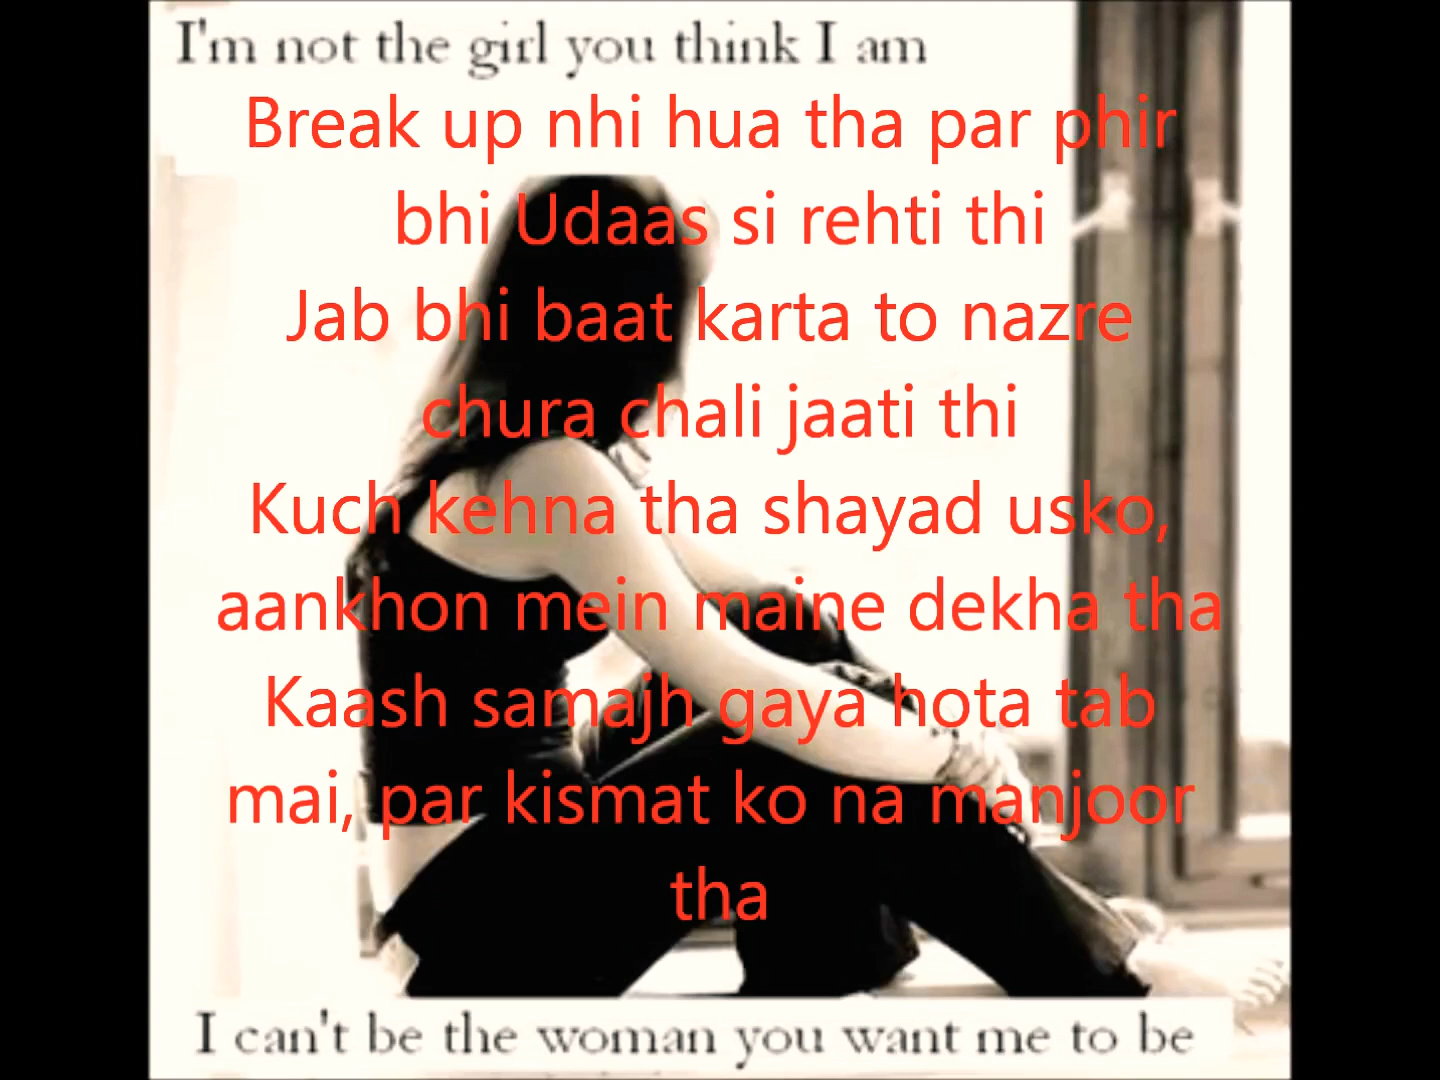 I'm not the girl you think I am
Break up nhi hua tha par phir
bhi Udaas si rehti thi
Jab bhi baat karta to nazre
chura chali jaati thi
Kuch kehna tha shayad usko,
aankhon mein maine dekha tha
Kaash samajh gaya hota tab
mai, par kismat ko na manjoor
tha
I can't be the woman you want me to be